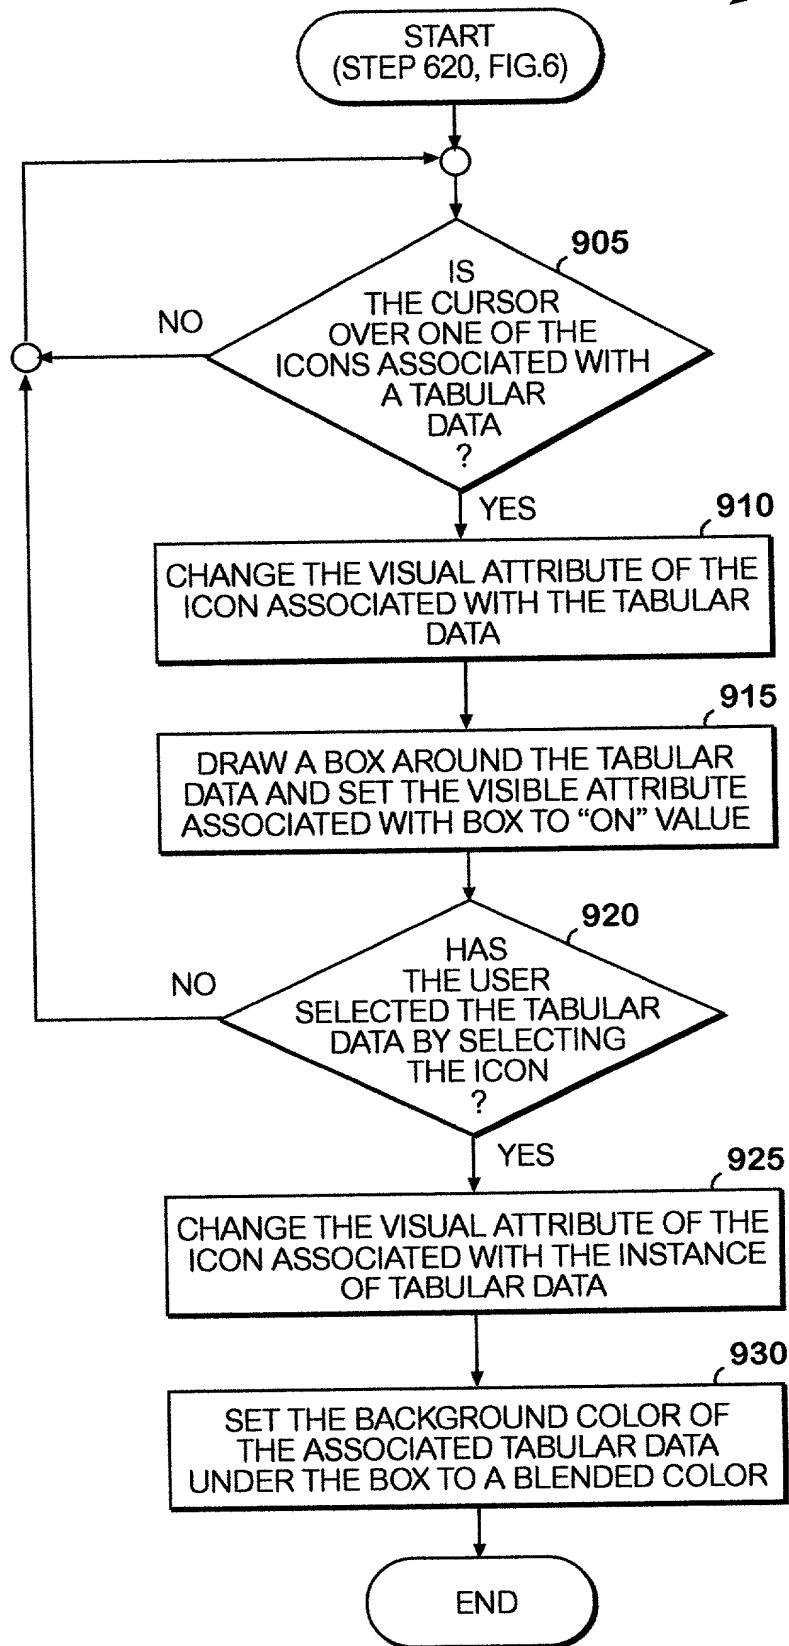 START
(STEP 620, FIG.6)
905
IS
THE CURSOR
OVER ONE OF THE
ICONS ASSOCIATED WITH
A TABULAR
DATA
?
NO
YES
910
CHANGE THE VISUAL ATTRIBUTE OF THE
ICON ASSOCIATED WITH THE TABULAR
DATA
915
DRAW A BOX AROUND THE TABULAR
DATA AND SET THE VISIBLE ATTRIBUTE
ASSOCIATED WITH BOX TO “ON” VALUE
920
HAS
THE USER
SELECTED THE TABULAR
DATA BY SELECTING
THE ICON
?
NO
YES
925
CHANGE THE VISUAL ATTRIBUTE OF THE
ICON ASSOCIATED WITH THE INSTANCE
OF TABULAR DATA
930
SET THE BACKGROUND COLOR OF
THE ASSOCIATED TABULAR DATA
UNDER THE BOX TO A BLENDED COLOR
END